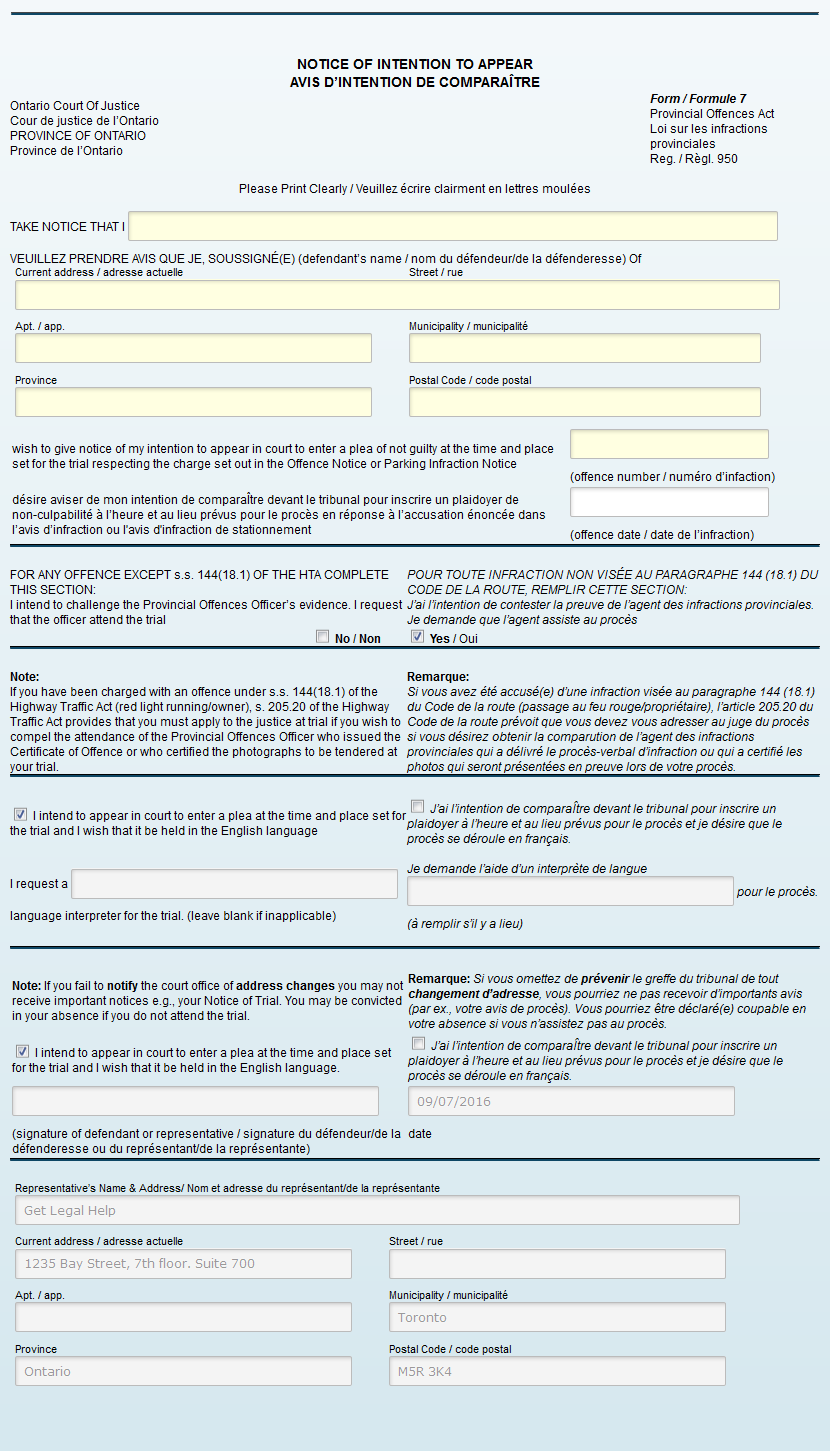 NOTICE OF INTENTION TO APPEAR
AVIS D'INTENTION DE COMPARAÎTRE
Ontario Court Of Justice
Cour de justice de l'Ontario
PROVINCE OF ONTARIO
Province de l'Ontario
Form / Formule 7
Provincial Offences Act
Loi sur les infractions
provinciales
Reg. / Règl. 950
Please Print Clearly / Veuillez écrire clairment en lettres moulées
TAKE NOTICE THAT I
VEUILLEZ PRENDRE AVIS QUE JE, SOUSSIGNÉ(E) (defendant's name / nom du défendeur/de la défenderesse) Of
Current address / adresse actuelle
Street / rue
Apt. / app.
Municipality / municipalité
Province
Postal Code / code postal
wish to give notice of my intention to appear in court to enter a plea of not guilty at the time and place
set for the trial respecting the charge set out in the Offence Notice or Parking Infraction Notice
(offence number / numéro d'infaction)
désire aviser de mon intention de comparaÎtre devant le tribunal pour inscrire un plaidoyer de
non-culpabilité à l'heure et au lieu prévus pour le procès en réponse à l'accusation énoncée dans
l'avis d'infraction ou l'avis d'infraction de stationnement
(offence date / date de l'infraction)
FOR ANY OFFENCE EXCEPT s.s. 144(18.1) OF THE HTA COMPLETE
THIS SECTION:
I intend to challenge the Provincial Offences Officer's evidence. I request
that the officer attend the trial
No / Non
POUR TOUTE INFRACTION NON VISÉE AU PARAGRAPHE 144 (18.1) DU
CODE DE LA ROUTE, REMPLIR CETTE SECTION:
J'ai l'intention de contester la preuve de l'agent des infractions provinciales.
Je demande que l'agent assiste au procès
Yes / Oui
Note:
If you have been charged with an offence under s.s. 144(18.1) of the
Highway Traffic Act (red light running/owner), s. 205.20 of the Highway
Traffic Act provides that you must apply to the justice at trial if you wish to
compel the attendance of the Provincial Offences Officer who issued the
Certificate of Offence or who certified the photographs to be tendered at
your trial.
Remarque:
Si vous avez été accusé(e) d'une infraction visée au paragraphe 144 (18.1)
du Code de la route (passage au feu rouge/propriétaire), l'article 205.20 du
Code de la route prévoit que vous devez vous adresser au juge du procès
si vous désirez obtenir la comparution de l'agent des infractions
provinciales qui a délivré le procès-verbal d'infraction ou qui a certifié les
photos qui seront présentées en preuve lors de votre procès.
I intend to appear in court to enter a plea at the time and place set for
the trial and I wish that it be held in the English language
J'ai l'intention de comparaÎtre devant le tribunal pour inscrire un
plaidoyer à l'heure et au lieu prévus pour le procès et je désire que le
procès se déroule en français.
I request a
language interpreter for the trial. (leave blank if inapplicable)
Je demande l'aide d'un interprète de langue
pour le procès.
(à remplir s'il y a lieu)
Note: If you fail to notify the court office of address changes you may not
receive important notices e.g., your Notice of Trial. You may be convicted
in your absence if you do not attend the trial.
Remarque: Si vous omettez de prévenir le greffe du tribunal de tout
changement d'adresse, vous pourriez ne pas recevoir d'importants avis
(par ex., votre avis de procès). Vous pourriez être déclaré(e) coupable en
votre absence si vous n'assistez pas au procès.
I intend to appear in court to enter a plea at the time and place set
for the trial and I wish that it be held in the English language.
J'ai l'intention de comparaÎtre devant le tribunal pour inscrire un
plaidoyer à l'heure et au lieu prévus pour le procès et je désire que le
procès se déroule en français.
09/07/2016
(signature of defendant or representative / signature du défendeur/de la
défenderesse ou du représentant/de la représentante)
date
Representative's Name & Address/ Nom et adresse du représentant/de la représentante
Get Legal Help
Current address / adresse actuelle
Street / rue
1235 Bay Street, 7th floor. Suite 700
Apt. / app.
Municipality / municipalité
Toronto
Province
Postal Code / code postal
Ontario
M5R 3K4